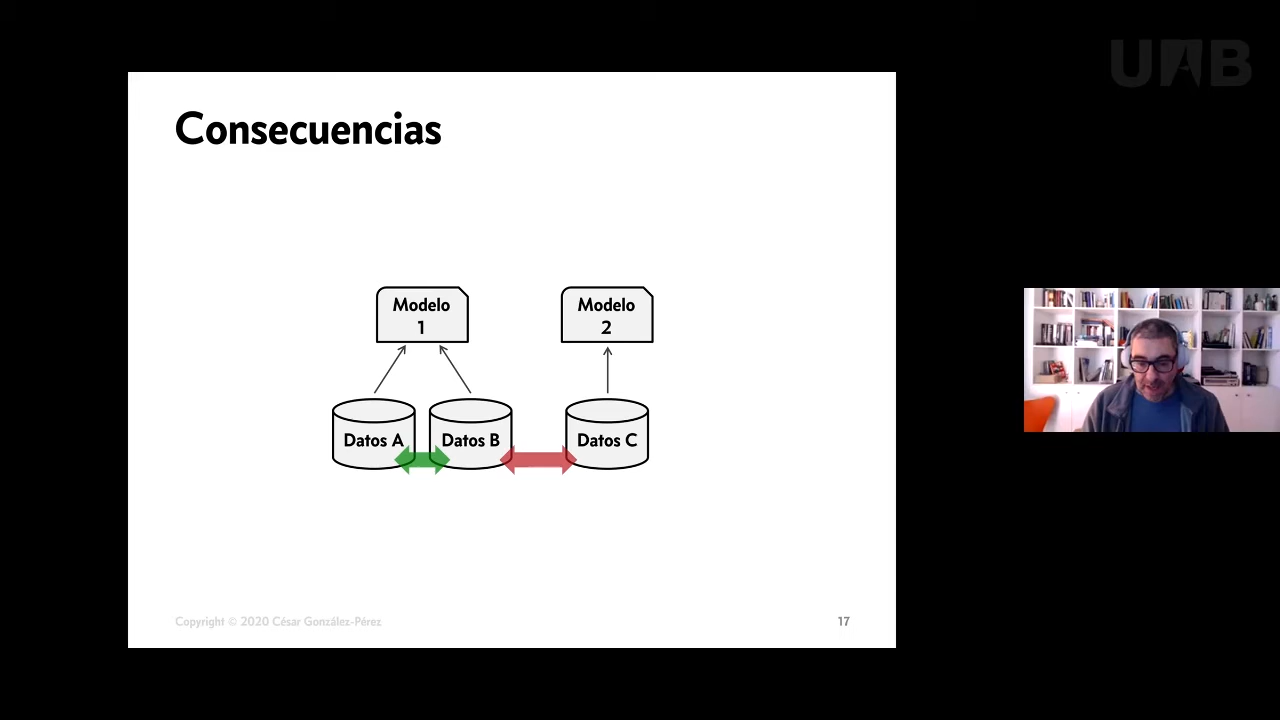 UAB
Consecuencias
Modelo
1
Modelo
2
Datos A
Datos B
Datos C
Copyright © 2020 César González-Pérez
17